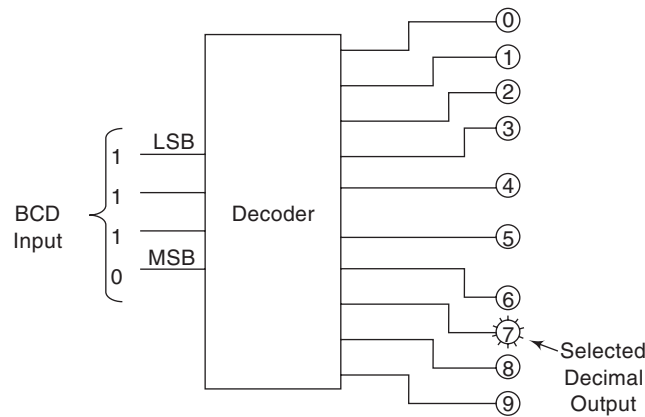 0
1
2
3
LSB
1
1
4
BCD
Input
Decoder
1
5
MSB
0
6
7
Selected
Decimal
Output
8
9